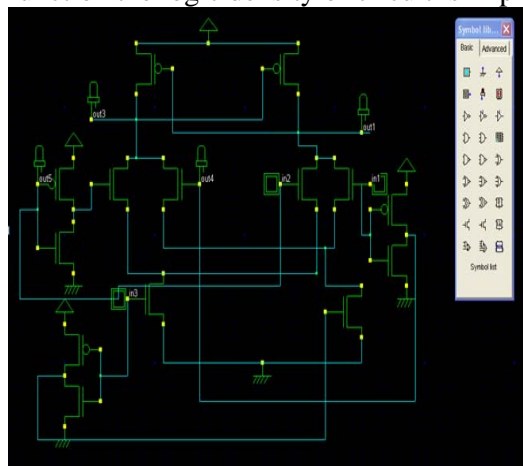 Symbol lib....
Basic Advanced
out3
out1
out5
out4
in2
in1
in3
Symbol list